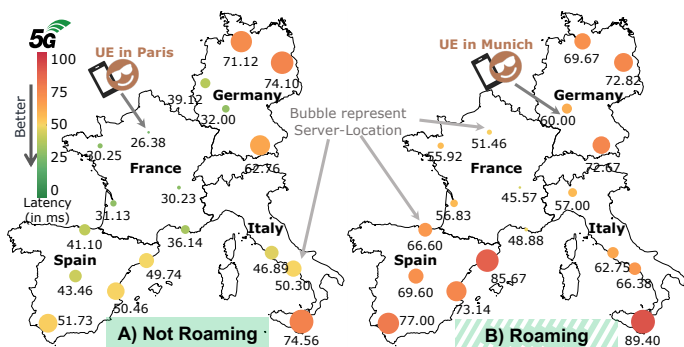 5G
100
75
50
25
0
Better
Latency
(in ms)
UE in Paris
71.12
74.10
39.12
Germany
32.00
26.38
30.25
62.76
France
30.23
31.13
41.10
36.14
Italy
Spain
49.74
46.89
43.46
50.30
50.46
51.73
74.56
A) Not Roaming
Bubble represent
Server-Location
UE in Munich
69.67
72.82
Germany
60.00
51.46
55.92
72.67
France
45.57
57.00
56.83
66.60
48.88
Italy
Spain
85.67
62.75
69.60
66.38
73.14
77.00
89.40
B) Roaming